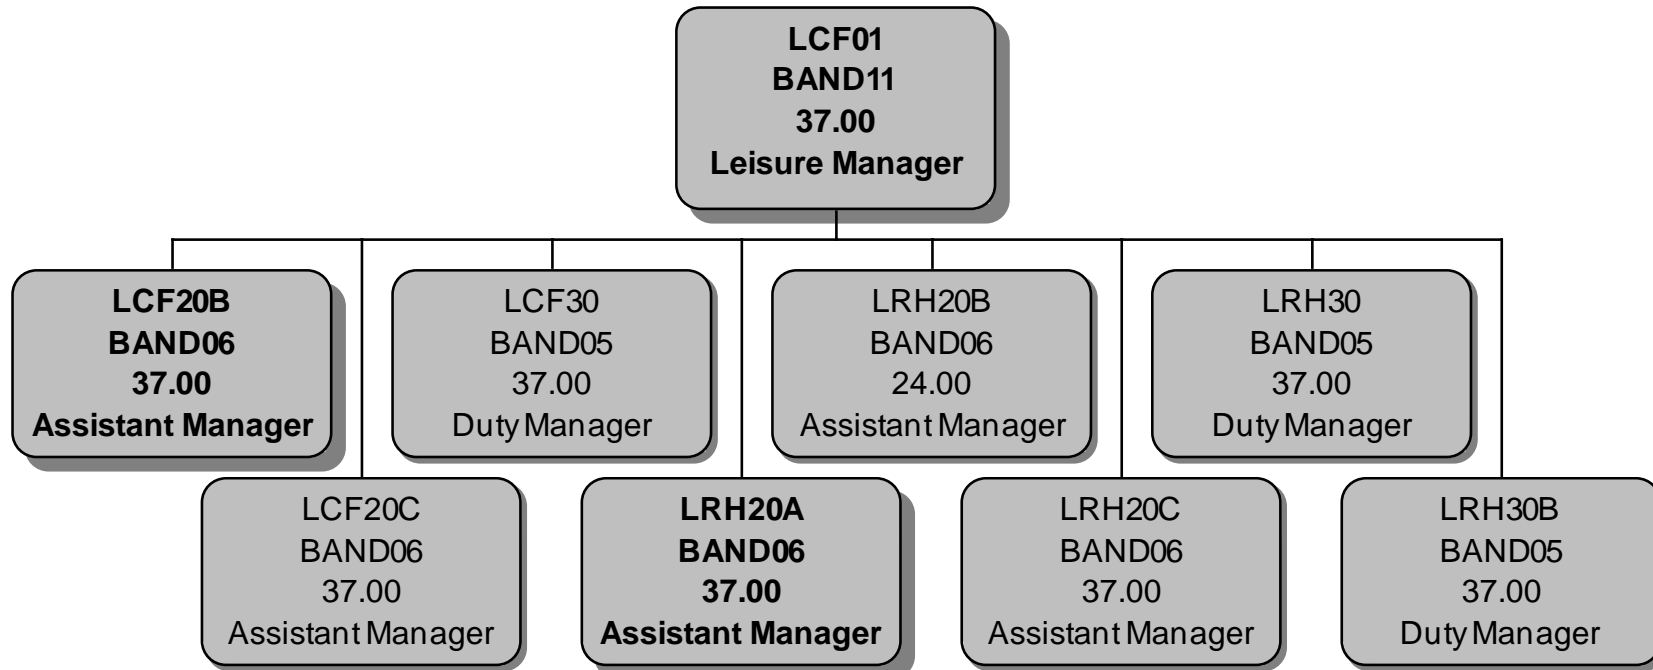 LCF01
BAND11
37.00
Leisure Manager
LCF20B
BAND06
37.00
Assistant Manager
LCF30
BAND05
37.00
Duty Manager
LRH20B
BAND06
24.00
Assistant Manager
LRH30
BAND05
37.00
Duty Manager
LCF20C
BAND06
37.00
Assistant Manager
LRH20A
BAND06
37.00
Assistant Manager
LRH20C
BAND06
37.00
Assistant Manager
LRH30B
BAND05
37.00
Duty Manager